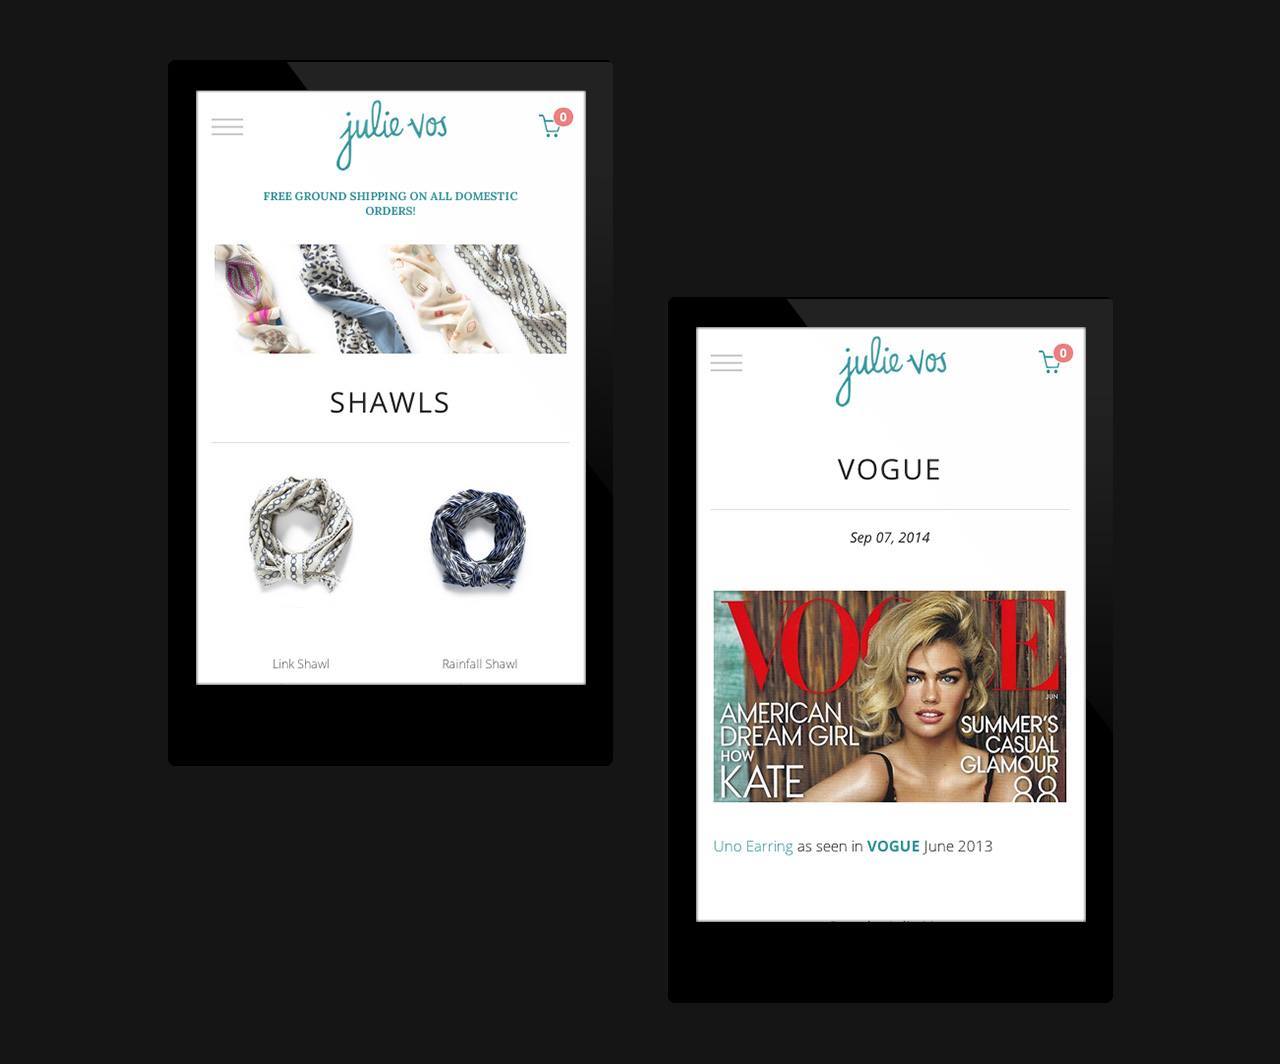 julie vos
0
FREE GROUND SHIPPING ON ALL DOMESTIC
ORDERS!
SHAWLS
Link Shawl
Rainfall Shawl
julie vos
0
VOGUE
Sep 07, 2014
VOGUE
JUN
AMERICAN
DREAM GIRL
HOW
KATE
SUMMER'S
CASUAL
GLAMOUR
88
Uno Earring as seen in VOGUE June 2013